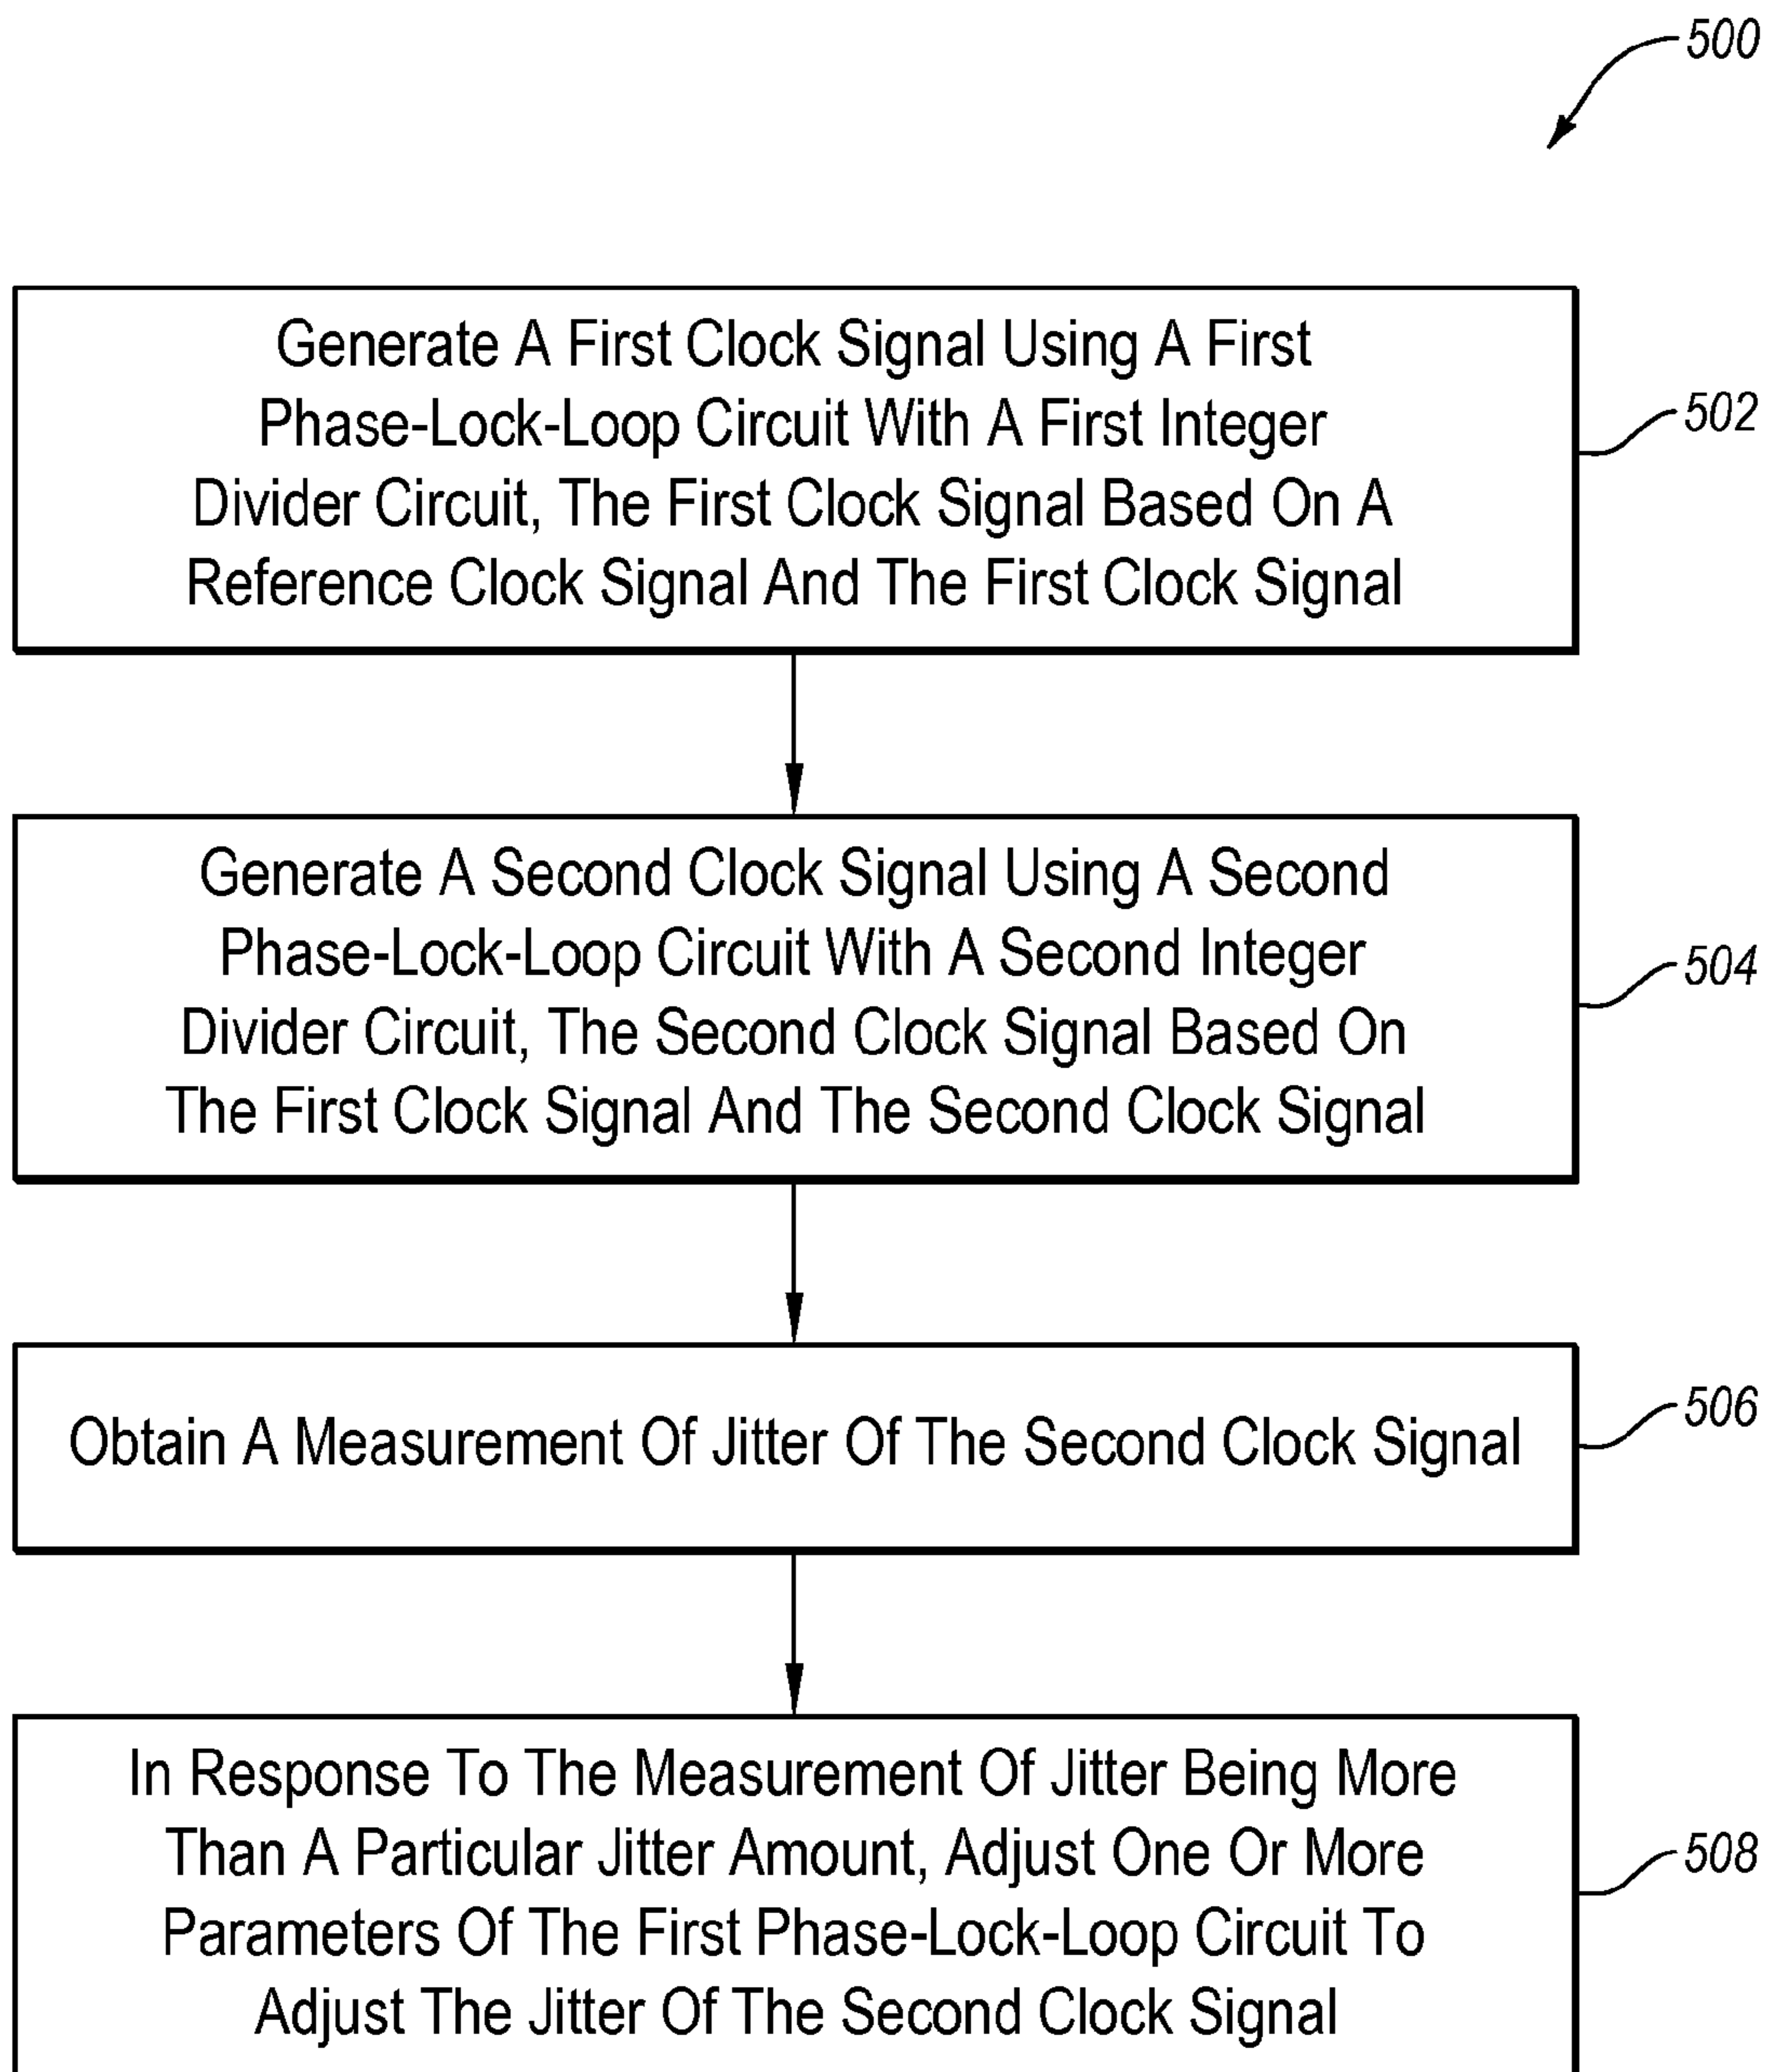 500
Generate A First Clock Signal Using A First
Phase-Lock-Loop Circuit With A First Integer
Divider Circuit, The First Clock Signal Based On A
Reference Clock Signal And The First Clock Signal
502
Generate A Second Clock Signal Using A Second
Phase-Lock-Loop Circuit With A Second Integer
Divider Circuit, The Second Clock Signal Based On
The First Clock Signal And The Second Clock Signal
504
Obtain A Measurement Of Jitter Of The Second Clock Signal
506
In Response To The Measurement Of Jitter Being More
Than A Particular Jitter Amount, Adjust One Or More
Parameters Of The First Phase-Lock-Loop Circuit To
Adjust The Jitter Of The Second Clock Signal
508